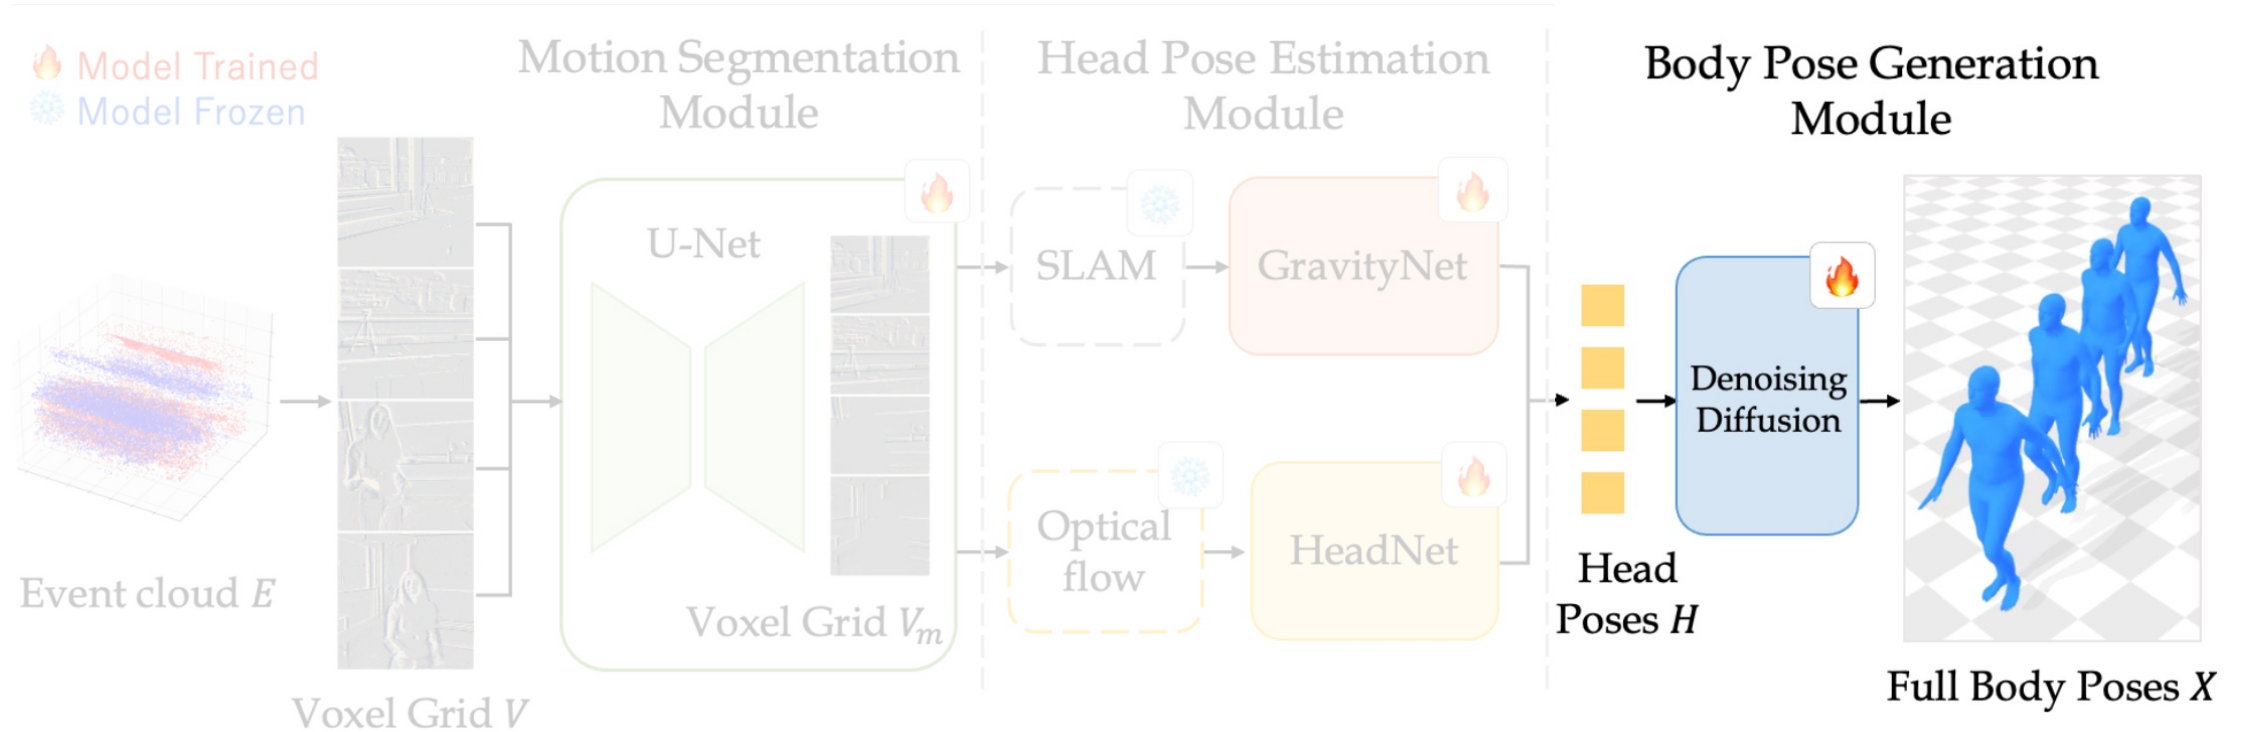 Model Trained
Model Frozen
Motion Segmentation
Module
Head Pose Estimation
Module
Body Pose Generation
Module
U-Net
SLAM
GravityNet
Denoising
Diffusion
Optical
flow
HeadNet
Event cloud E
Voxel Grid Vm
Head
Poses H
Voxel Grid V
Full Body Poses X